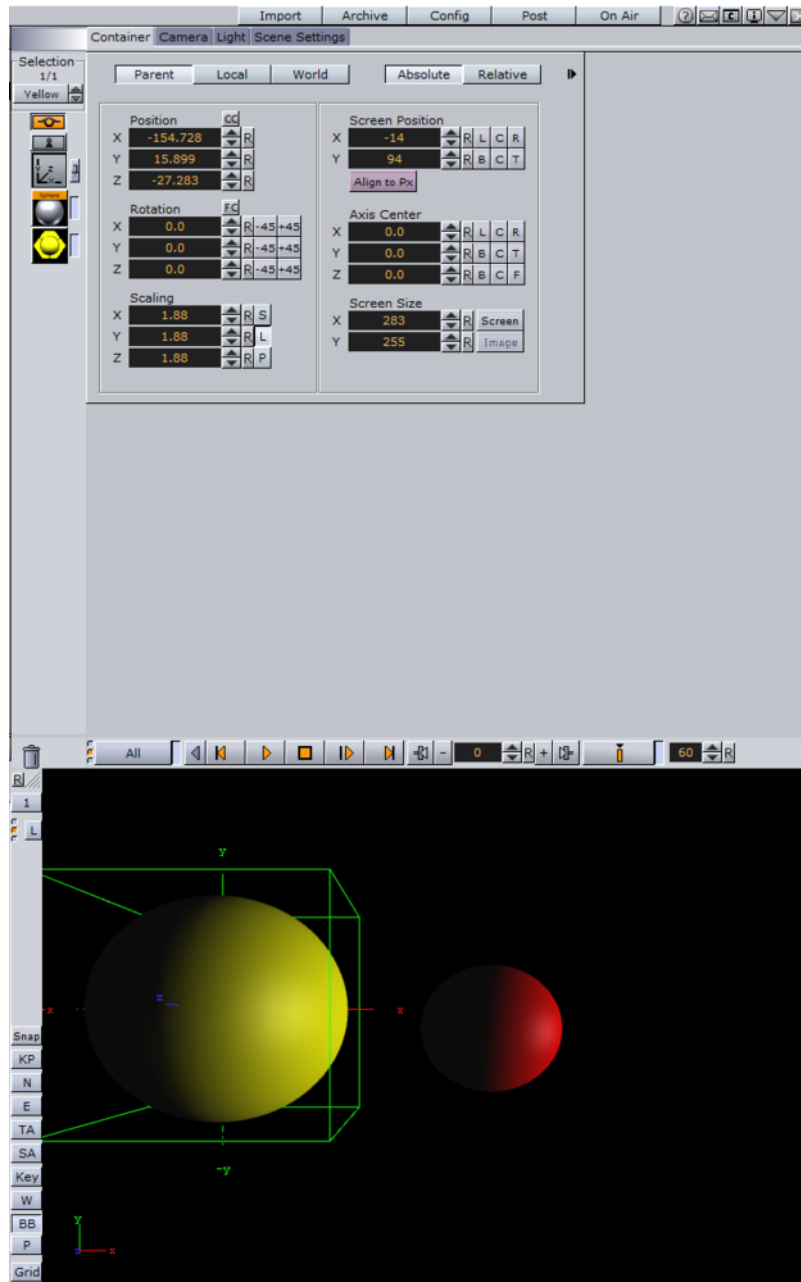 Import Archive Config Post On Air ?
Container Camera Light Scene Settings
Selection
1/1
Yellow
Parent Local World Absolute Relative
Position CC
X -154.728 R
Y 15.899 R
Z -27.283 R
Rotation FC
X 0.0 R -45 +45
Y 0.0 R -45 +45
Z 0.0 R -45 +45
Scaling
X 1.88 R S
Y 1.88 R L
Z 1.88 R P
Screen Position
X -14 R L C R
Y 94 R B C T
Align to Px
Axis Center
X 0.0 R L C R
Y 0.0 R B C T
Z 0.0 R B C F
Screen Size
X 283 R Screen
Y 255 R Image
Sphere
All - 0 R + 60 R
R
1
L
y
x x
-y
Snap
KP
N
E
TA
SA
Key
W
BB
P
Grid
y
x